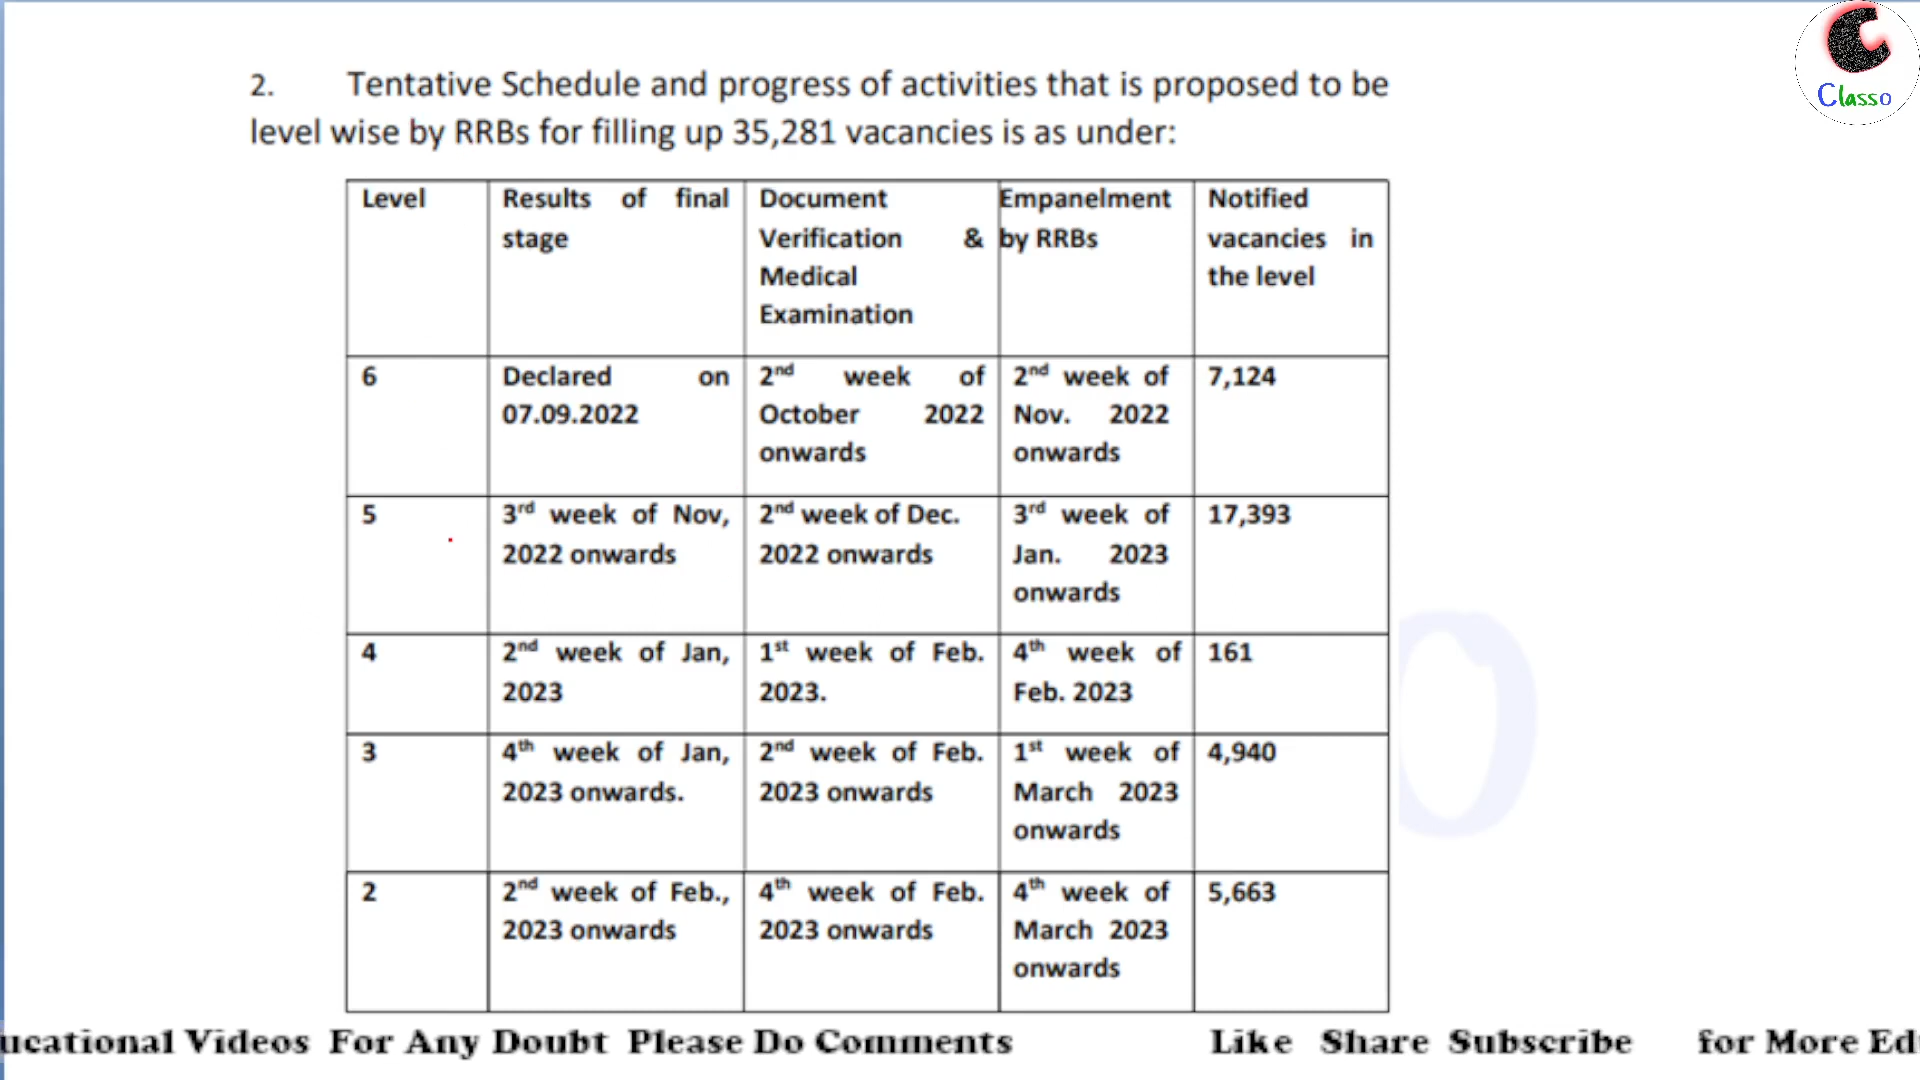 Classo
2. Tentative Schedule and progress of activities that is proposed to be
level wise by RRBs for filling up 35,281 vacancies is as under:
Level
Results of final
stage
Document
Verification &
Medical
Examination
Empanelment
by RRBs
Notified
vacancies in
the level
6
Declared on
07.09.2022
2nd week of
October 2022
onwards
2nd week of
Nov. 2022
onwards
7,124
5
3rd week of Nov,
2022 onwards
2nd week of Dec.
2022 onwards
3rd week of
Jan. 2023
onwards
17,393
4
2nd week of Jan,
2023
1st week of Feb.
2023.
4th week of
Feb. 2023
161
3
4th week of Jan,
2023 onwards.
2nd week of Feb.
2023 onwards
1st week of
March 2023
onwards
4,940
2
2nd week of Feb.,
2023 onwards
4th week of Feb.
2023 onwards
4th week of
March 2023
onwards
5,663
ucational Videos For Any Doubt Please Do Comments Like Share Subscribe for More Ed